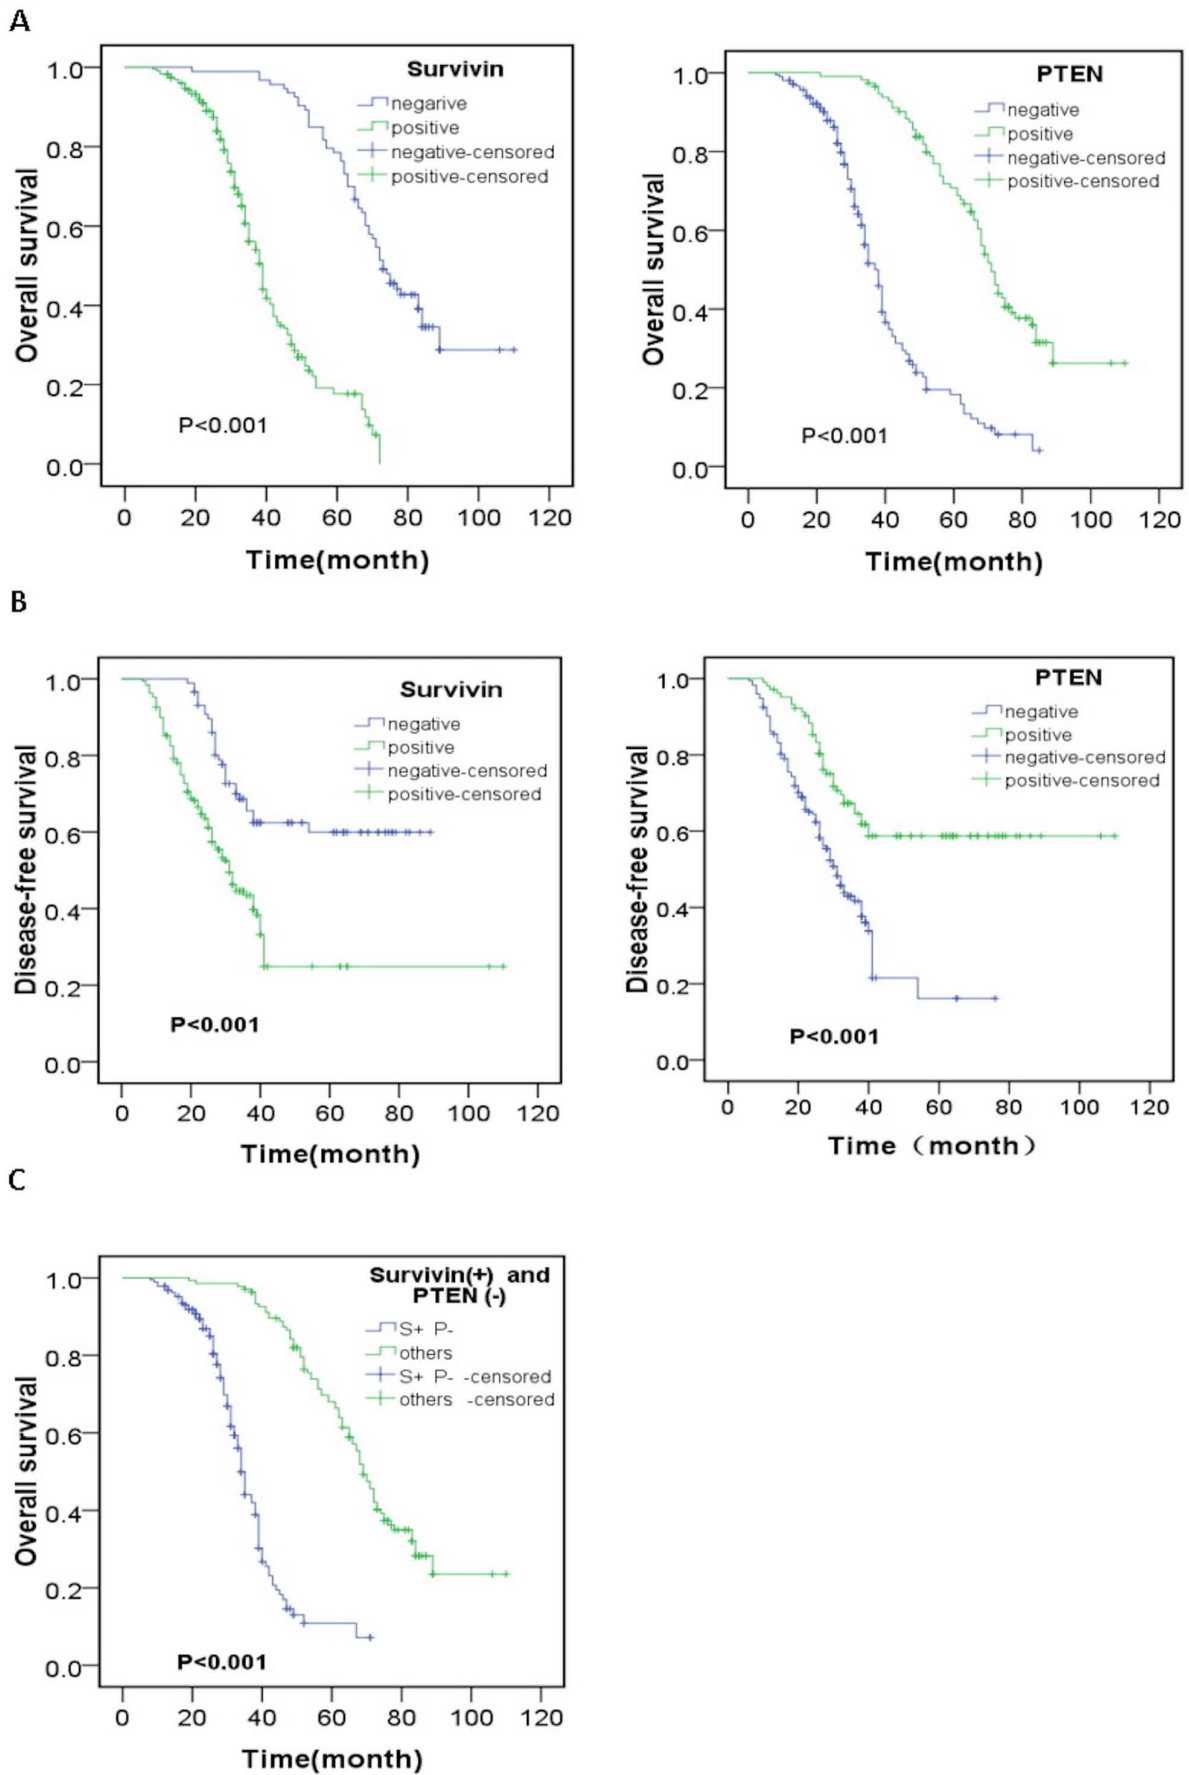 A
Survivin
negarive
positive
negative-censored
positive-censored
1.0
0.8
0.6
0.4
0.2
0.0
Overall survival
P<0.001
0 20 40 60 80 100 120
Time(month)
PTEN
negative
positive
negative-censored
positive-censored
1.0
0.8
0.6
0.4
0.2
0.0
Overall survival
P<0.001
0 20 40 60 80 100 120
Time(month)
B
Survivin
negative
positive
negative-censored
positive-censored
1.0
0.8
0.6
0.4
0.2
0.0
Disease-free survival
P<0.001
0 20 40 60 80 100 120
Time(month)
PTEN
negative
positive
negative-censored
positive-censored
1.0
0.8
0.6
0.4
0.2
0.0
Disease-free survival
P<0.001
0 20 40 60 80 100 120
Time（month）
C
Survivin(+) and
PTEN (-)
S+ P-
others
S+ P- -censored
others -censored
1.0
0.8
0.6
0.4
0.2
0.0
Overall survival
P<0.001
0 20 40 60 80 100 120
Time(month)